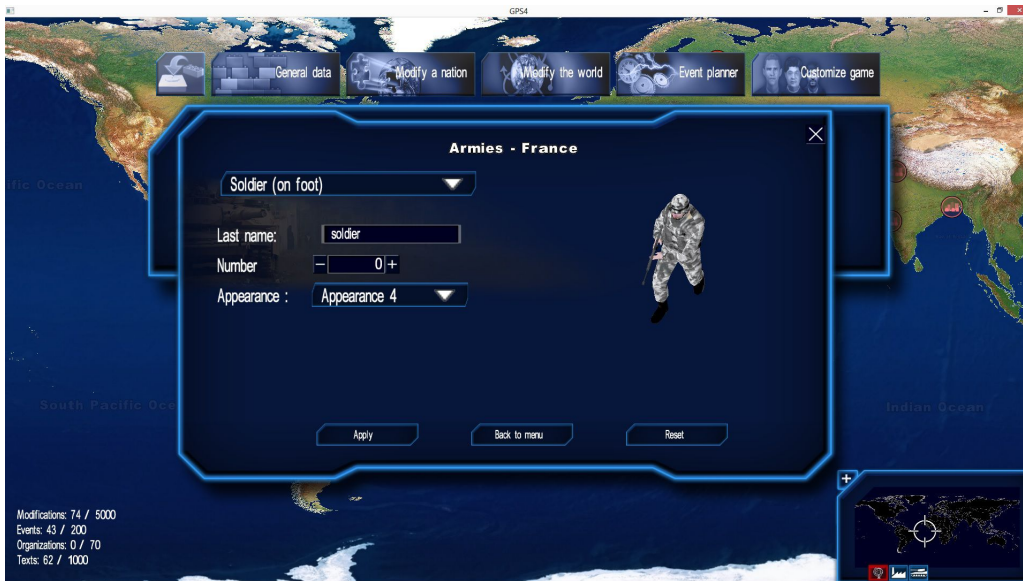 GPS4
General data
Modify a nation
Modify the world
Event planner
Customize game
Armies - France
Soldier (on foot)
Last name: soldier
Number − 0 +
Appearance : Appearance 4
Apply
Back to menu
Reset
ific Ocean
South Pacific Oce
Indian Ocean
Modifications: 74 / 5000
Events: 43 / 200
Organizations: 0 / 70
Texts: 62 / 1000